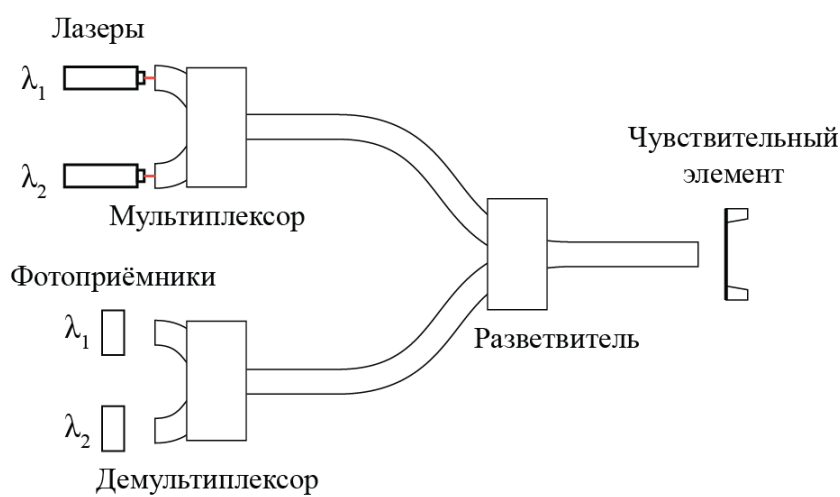 Лазеры
λ1
λ2
Мультиплексор
Чувствительный
элемент
Фотоприёмники
λ1
Разветвитель
λ2
Демультиплексор